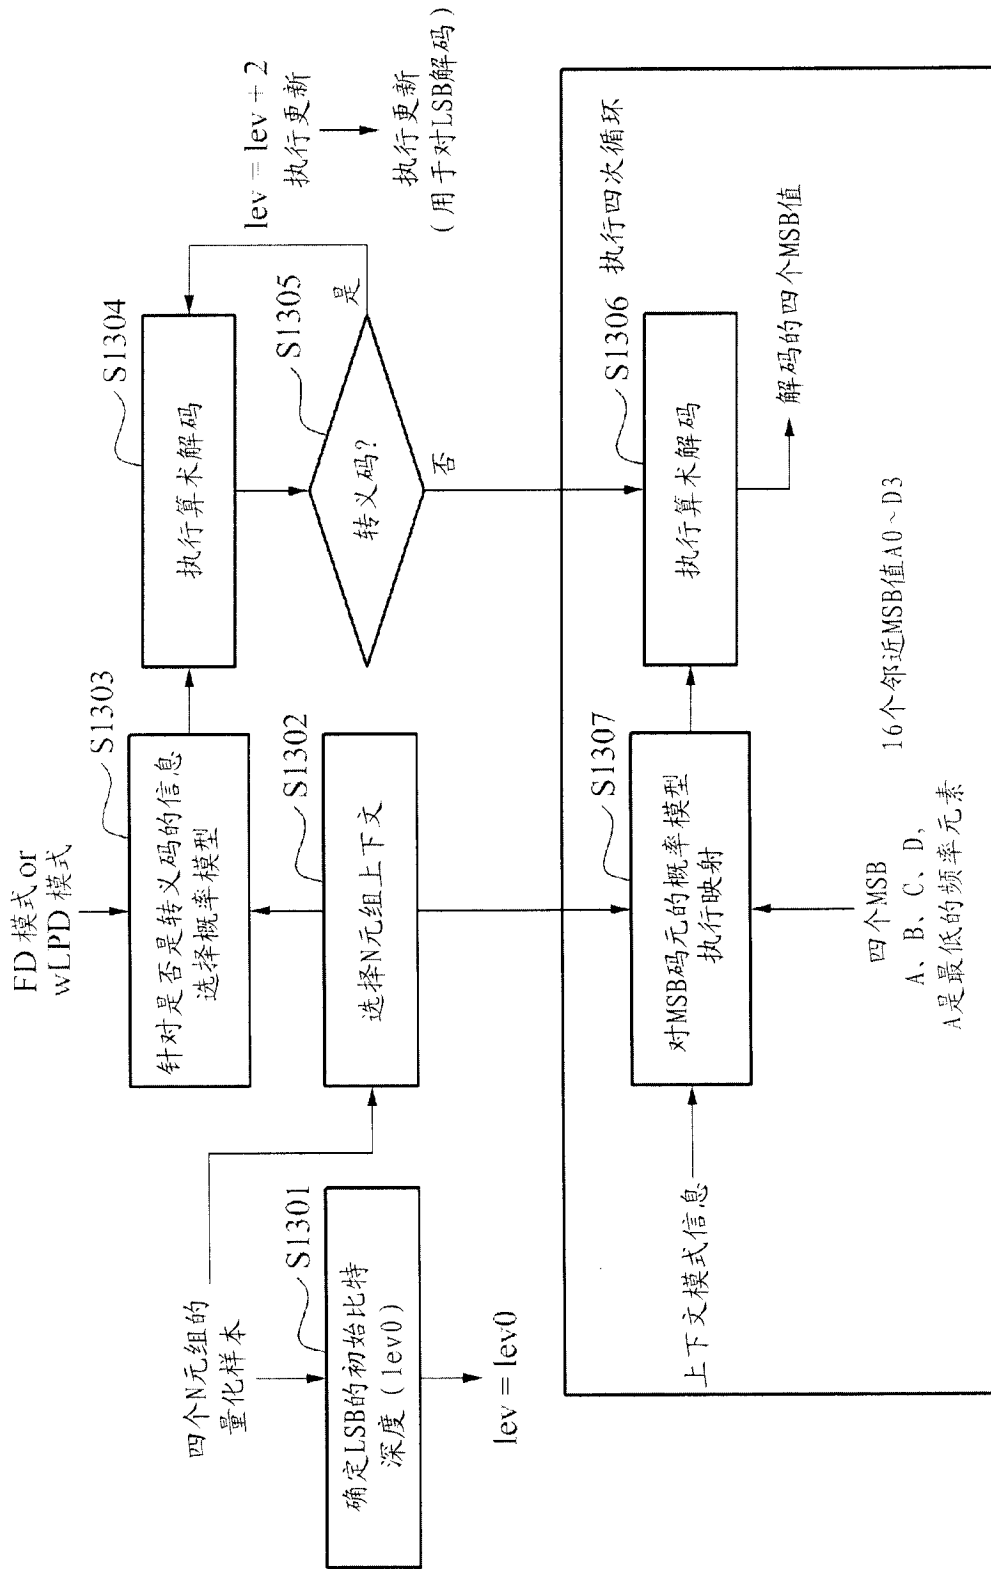 四个N元组的
量化样本
S1301
确定LSB的初始比特
深度（lev0）
lev = lev0
FD 模式 or
wLPD 模式
S1303
针对是否是转义码的信息
选择概率模型
S1302
选择N元组上下文
S1304
执行算术解码
S1305
转义码?
是
否
lev = lev + 2
执行更新
执行更新
（用于对LSB解码）
执行四次循环
上下文模式信息
S1307
对MSB码元的概率模型
执行映射
S1306
执行算术解码
解码的四个MSB值
四个MSB
A、B、C、D,
A是最低的频率元素
16个邻近MSB值A0~D3